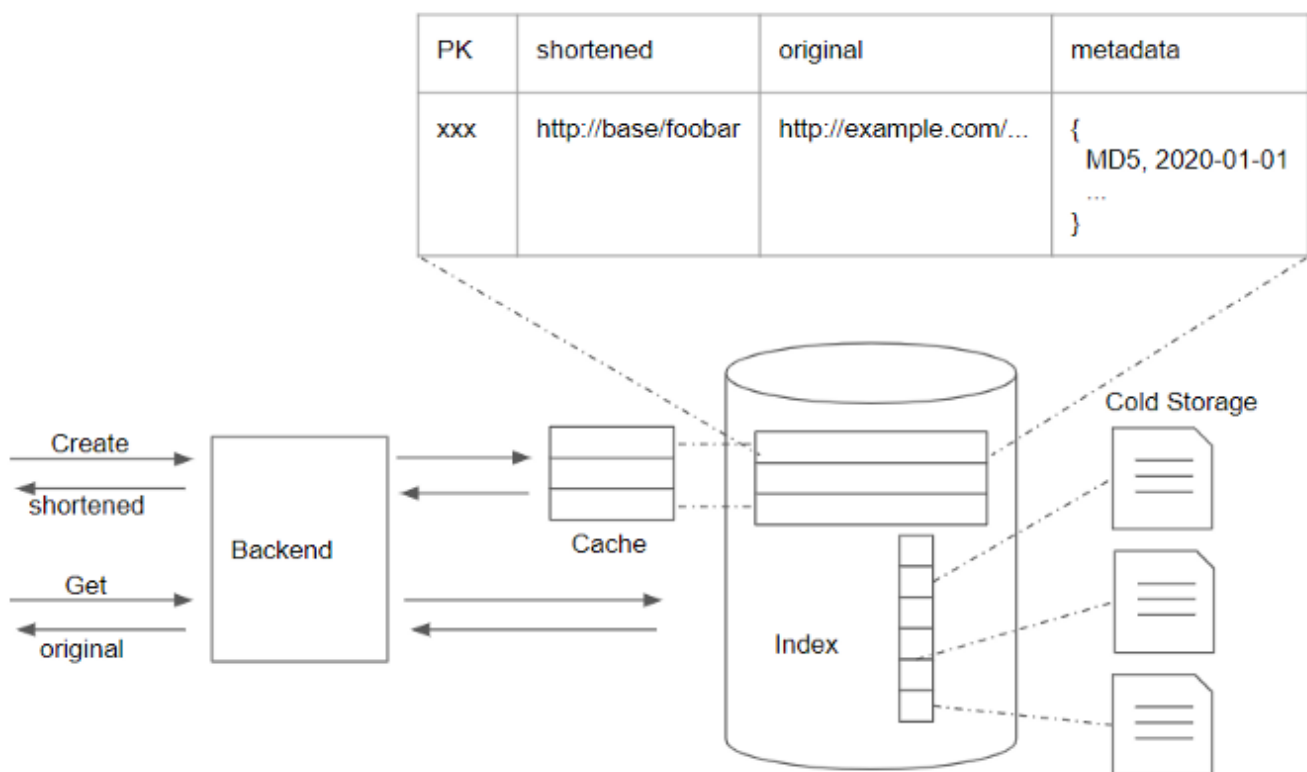 PK shortened original metadata
xxx http://base/foobar http://example.com/... {
MD5, 2020-01-01
...
}
Cold Storage
Create
shortened
Backend
Cache
Get
original
Index